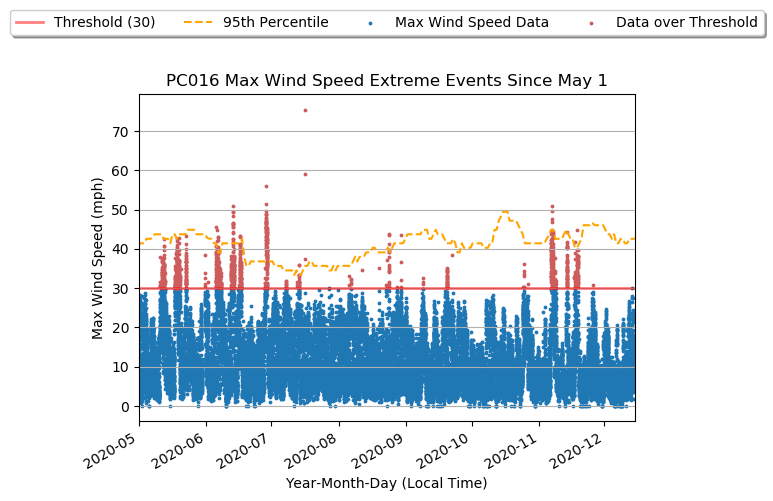 Threshold (30) 95th Percentile Max Wind Speed Data Data over Threshold
PC016 Max Wind Speed Extreme Events Since May 1
Max Wind Speed (mph)
70
60
50
40
30
20
10
0
2020-05 2020-06 2020-07 2020-08 2020-09 2020-10 2020-11 2020-12
Year-Month-Day (Local Time)